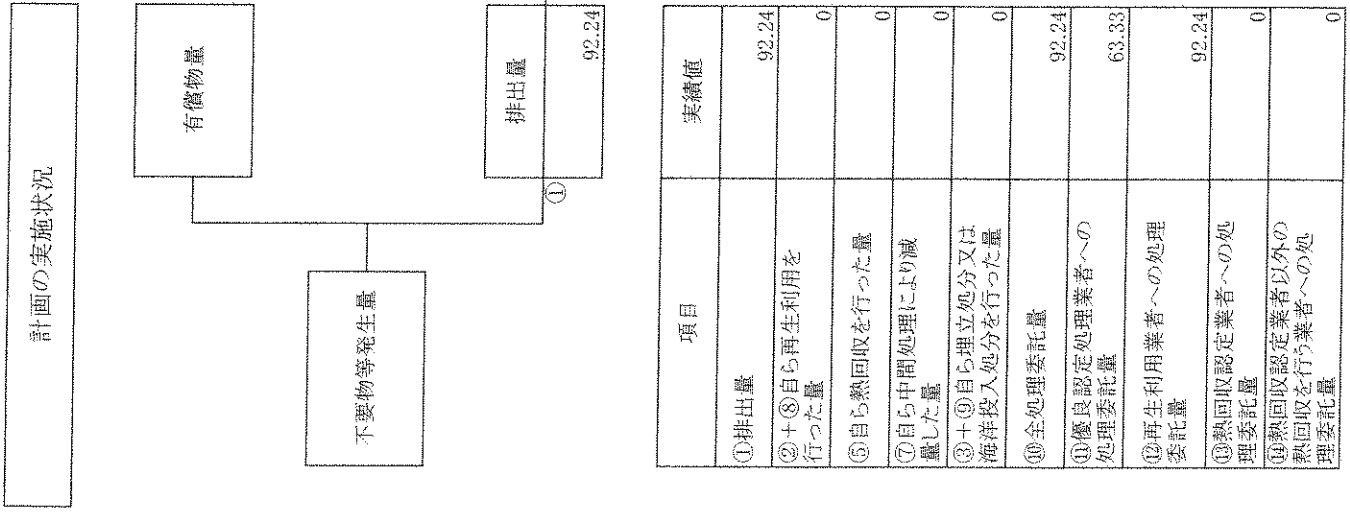 計画の実施状況
有償物量
不要物等発生量
排出量
①
92.24
項目
実績値
①排出量
92.24
②+⑧自ら再生利用を
行った量
0
⑤自ら熱回収を行った量
0
⑦自ら中間処理により減
量した量
0
③+⑨自ら埋立処分又は
海洋投入処分を行った量
0
⑩全処理委託量
92.24
⑪優良認定処理業者への
処理委託量
63.33
⑫再生利用業者への処理
委託量
92.24
⑬熱回収認定業者への処
理委託量
0
⑭熱回収認定業者以外の
熱回収を行う業者への処
理委託量
0